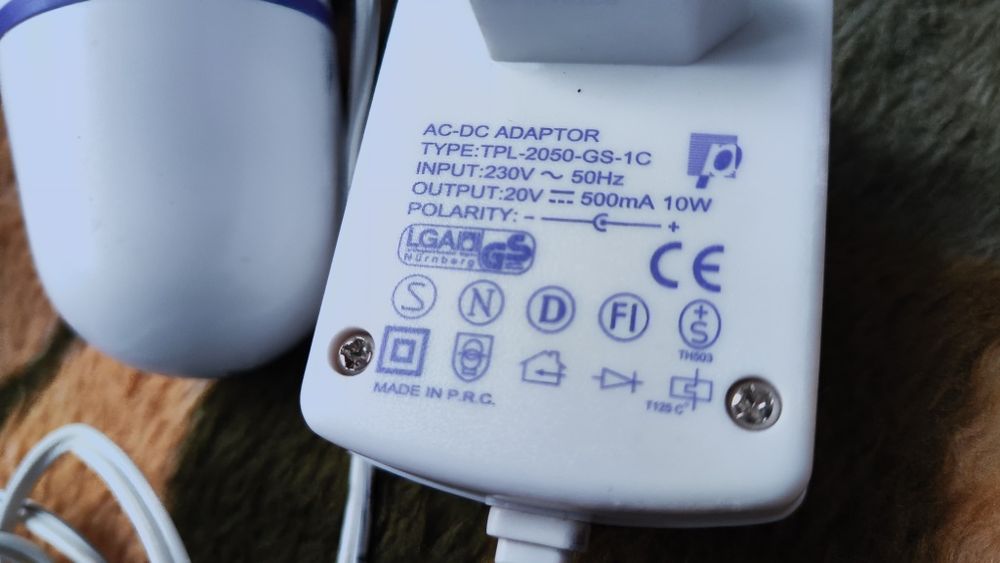 AC-DC ADAPTOR
TYPE:TPL-2050-GS-1C
INPUT:230V ～ 50Hz
OUTPUT:20V ⎓ 500mA 10W
POLARITY: - +
p
LGA GS
Nürnberg
CE
S N D FI +S
TH503
MADE IN P.R.C.
T125 C°